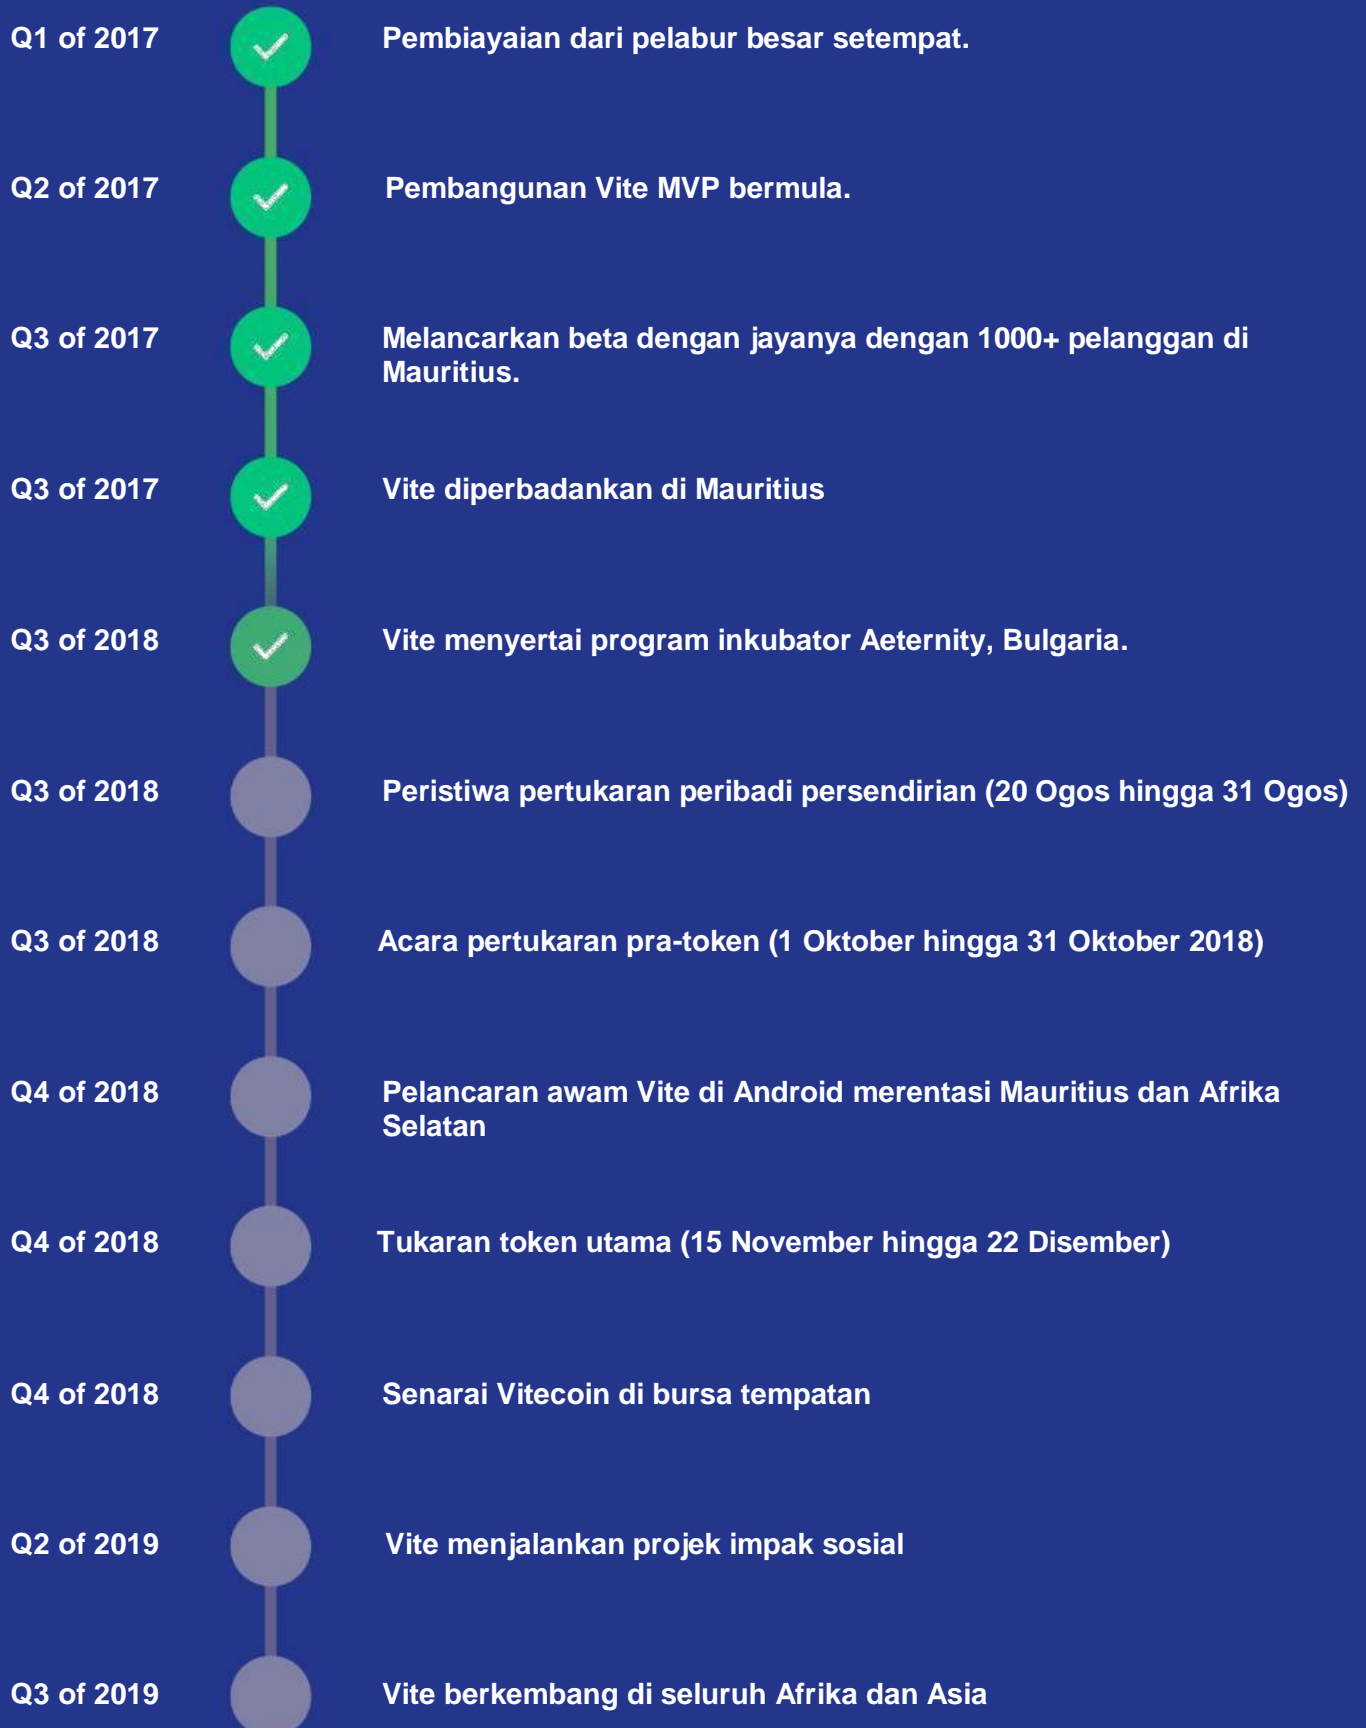 Q1 of 2017
Pembiayaian dari pelabur besar setempat.
Q2 of 2017
Pembangunan Vite MVP bermula.
Q3 of 2017
Melancarkan beta dengan jayanya dengan 1000+ pelanggan di
Mauritius.
Q3 of 2017
Vite diperbadankan di Mauritius
Q3 of 2018
Vite menyertai program inkubator Aeternity, Bulgaria.
Q3 of 2018
Peristiwa pertukaran peribadi persendirian (20 Ogos hingga 31 Ogos)
Q3 of 2018
Acara pertukaran pra-token (1 Oktober hingga 31 Oktober 2018)
Q4 of 2018
Pelancaran awam Vite di Android merentasi Mauritius dan Afrika
Selatan
Q4 of 2018
Tukaran token utama (15 November hingga 22 Disember)
Q4 of 2018
Senarai Vitecoin di bursa tempatan
Q2 of 2019
Vite menjalankan projek impak sosial
Q3 of 2019
Vite berkembang di seluruh Afrika dan Asia